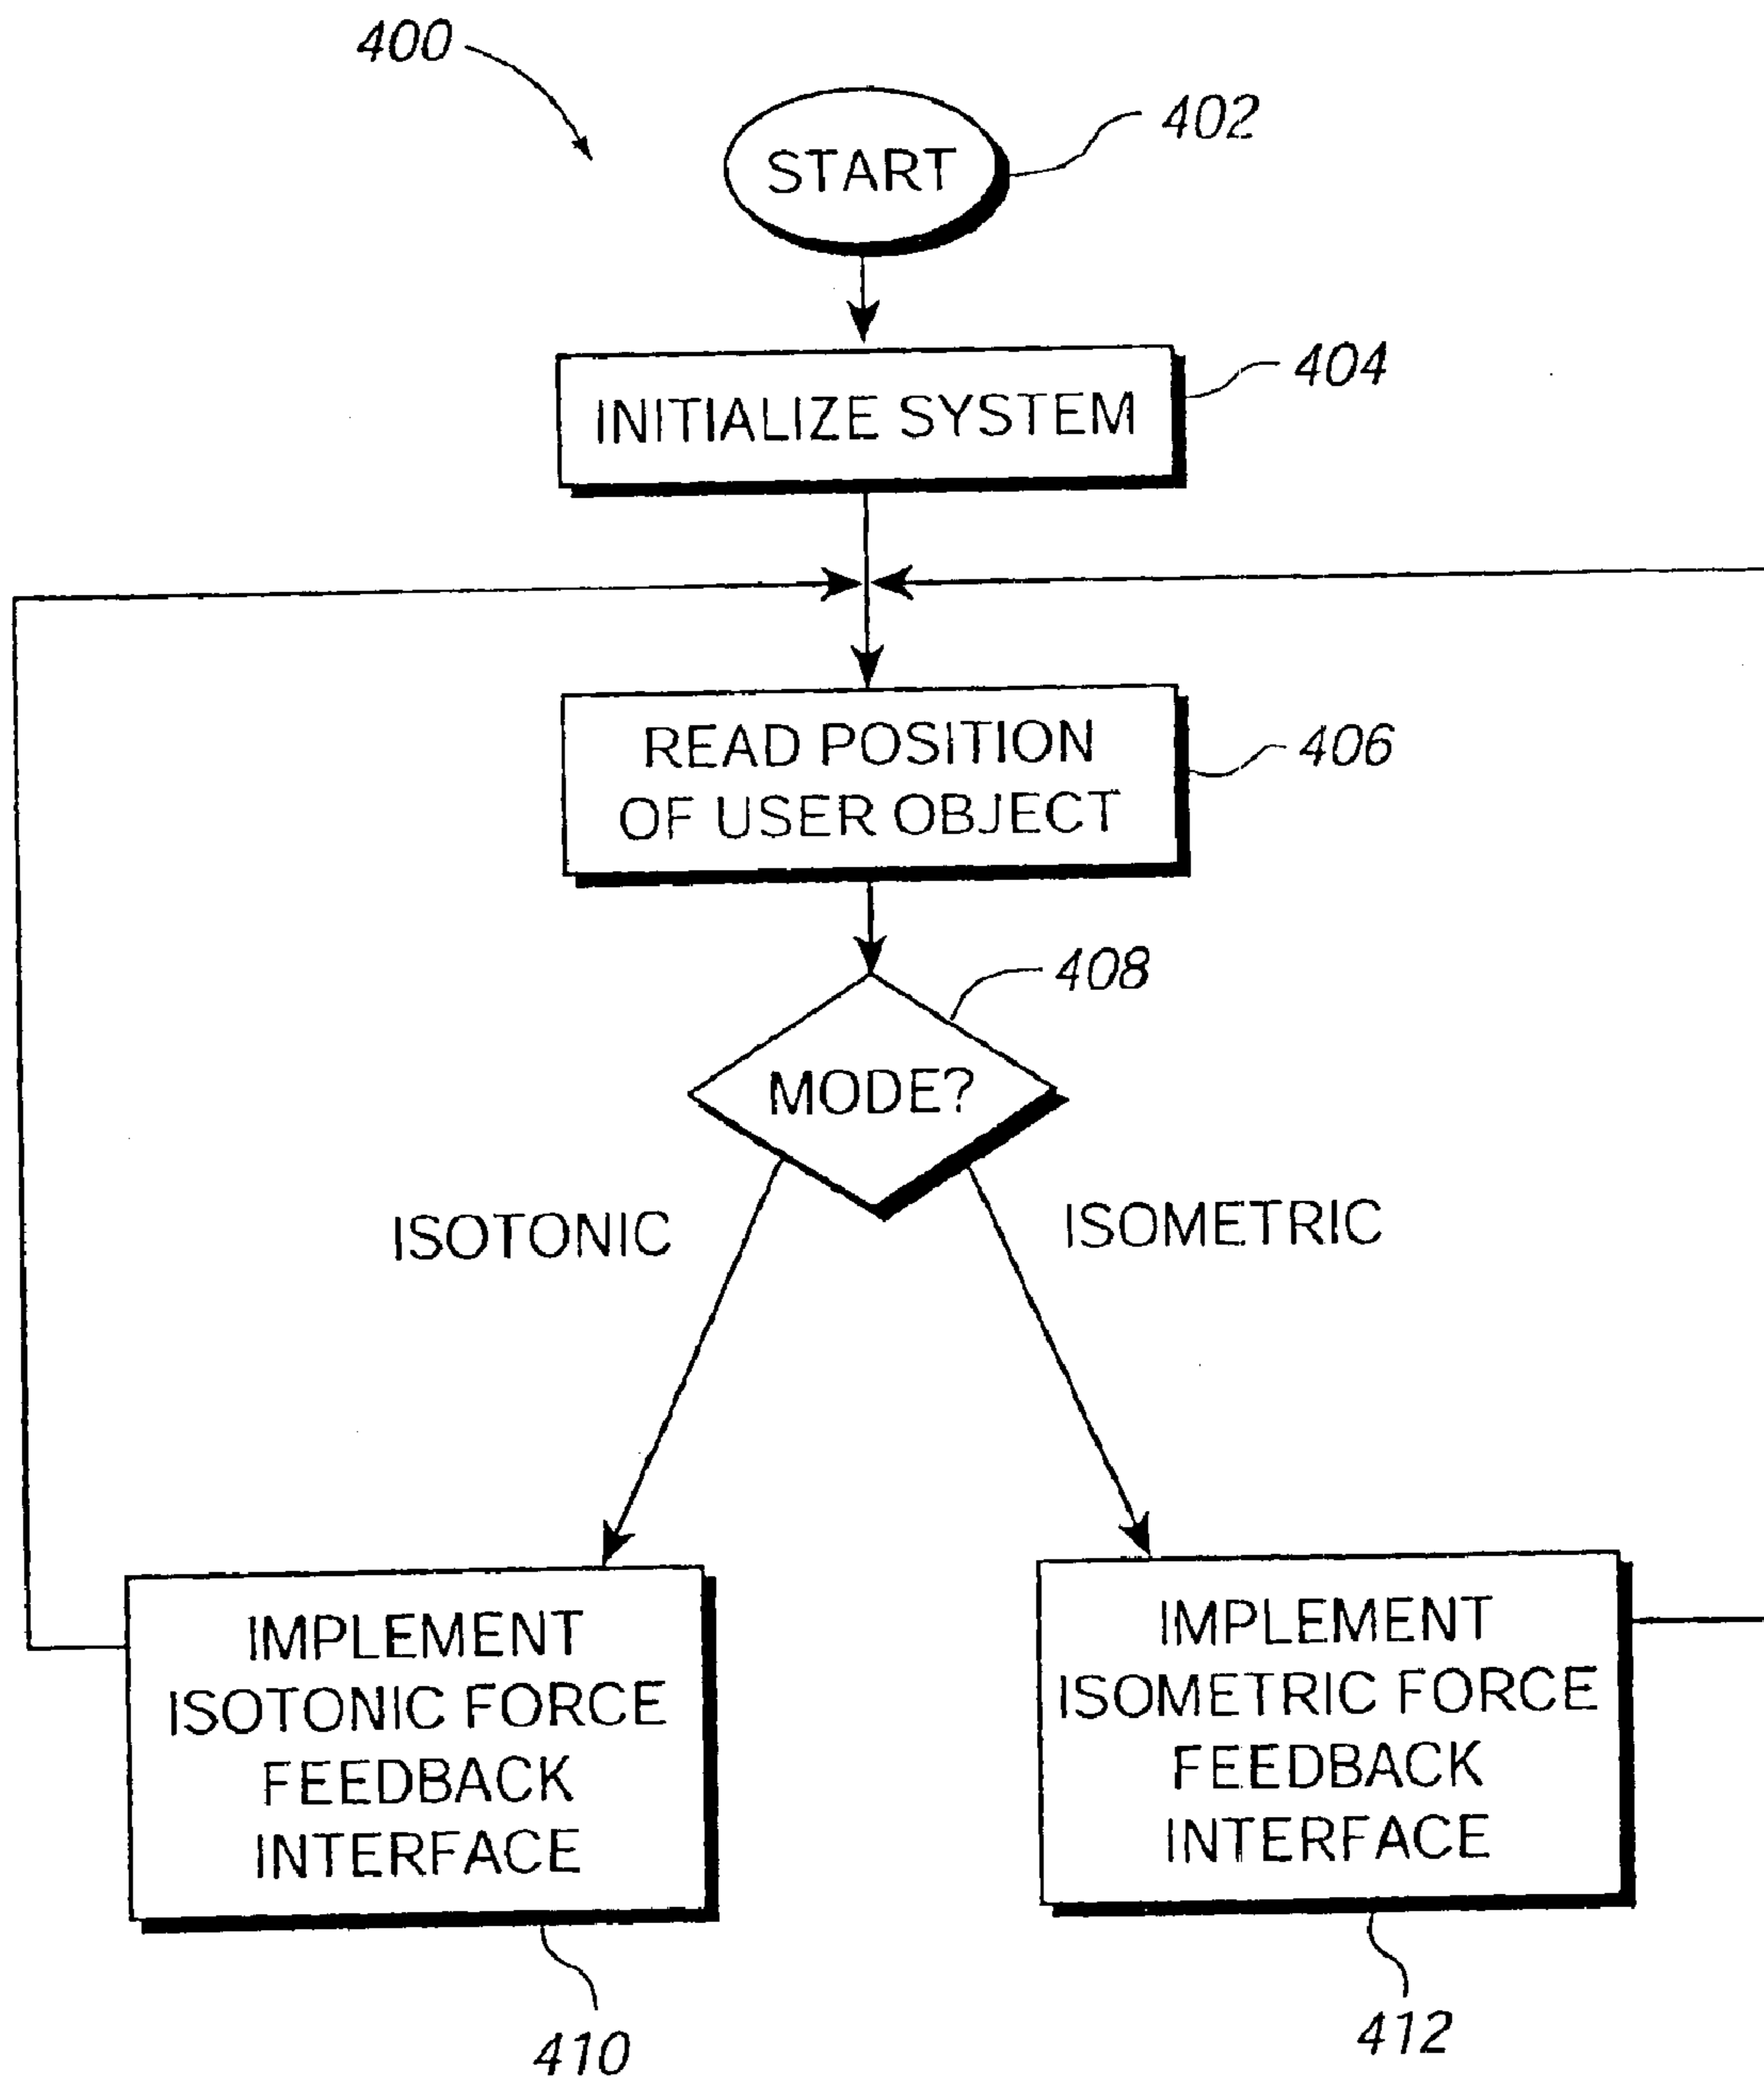 400
START
402
INITIALIZE SYSTEM
404
READ POSITION
OF USER OBJECT
406
408
MODE?
ISOTONIC
ISOMETRIC
IMPLEMENT
ISOTONIC FORCE
FEEDBACK
INTERFACE
IMPLEMENT
ISOMETRIC FORCE
FEEDBACK
INTERFACE
410
412